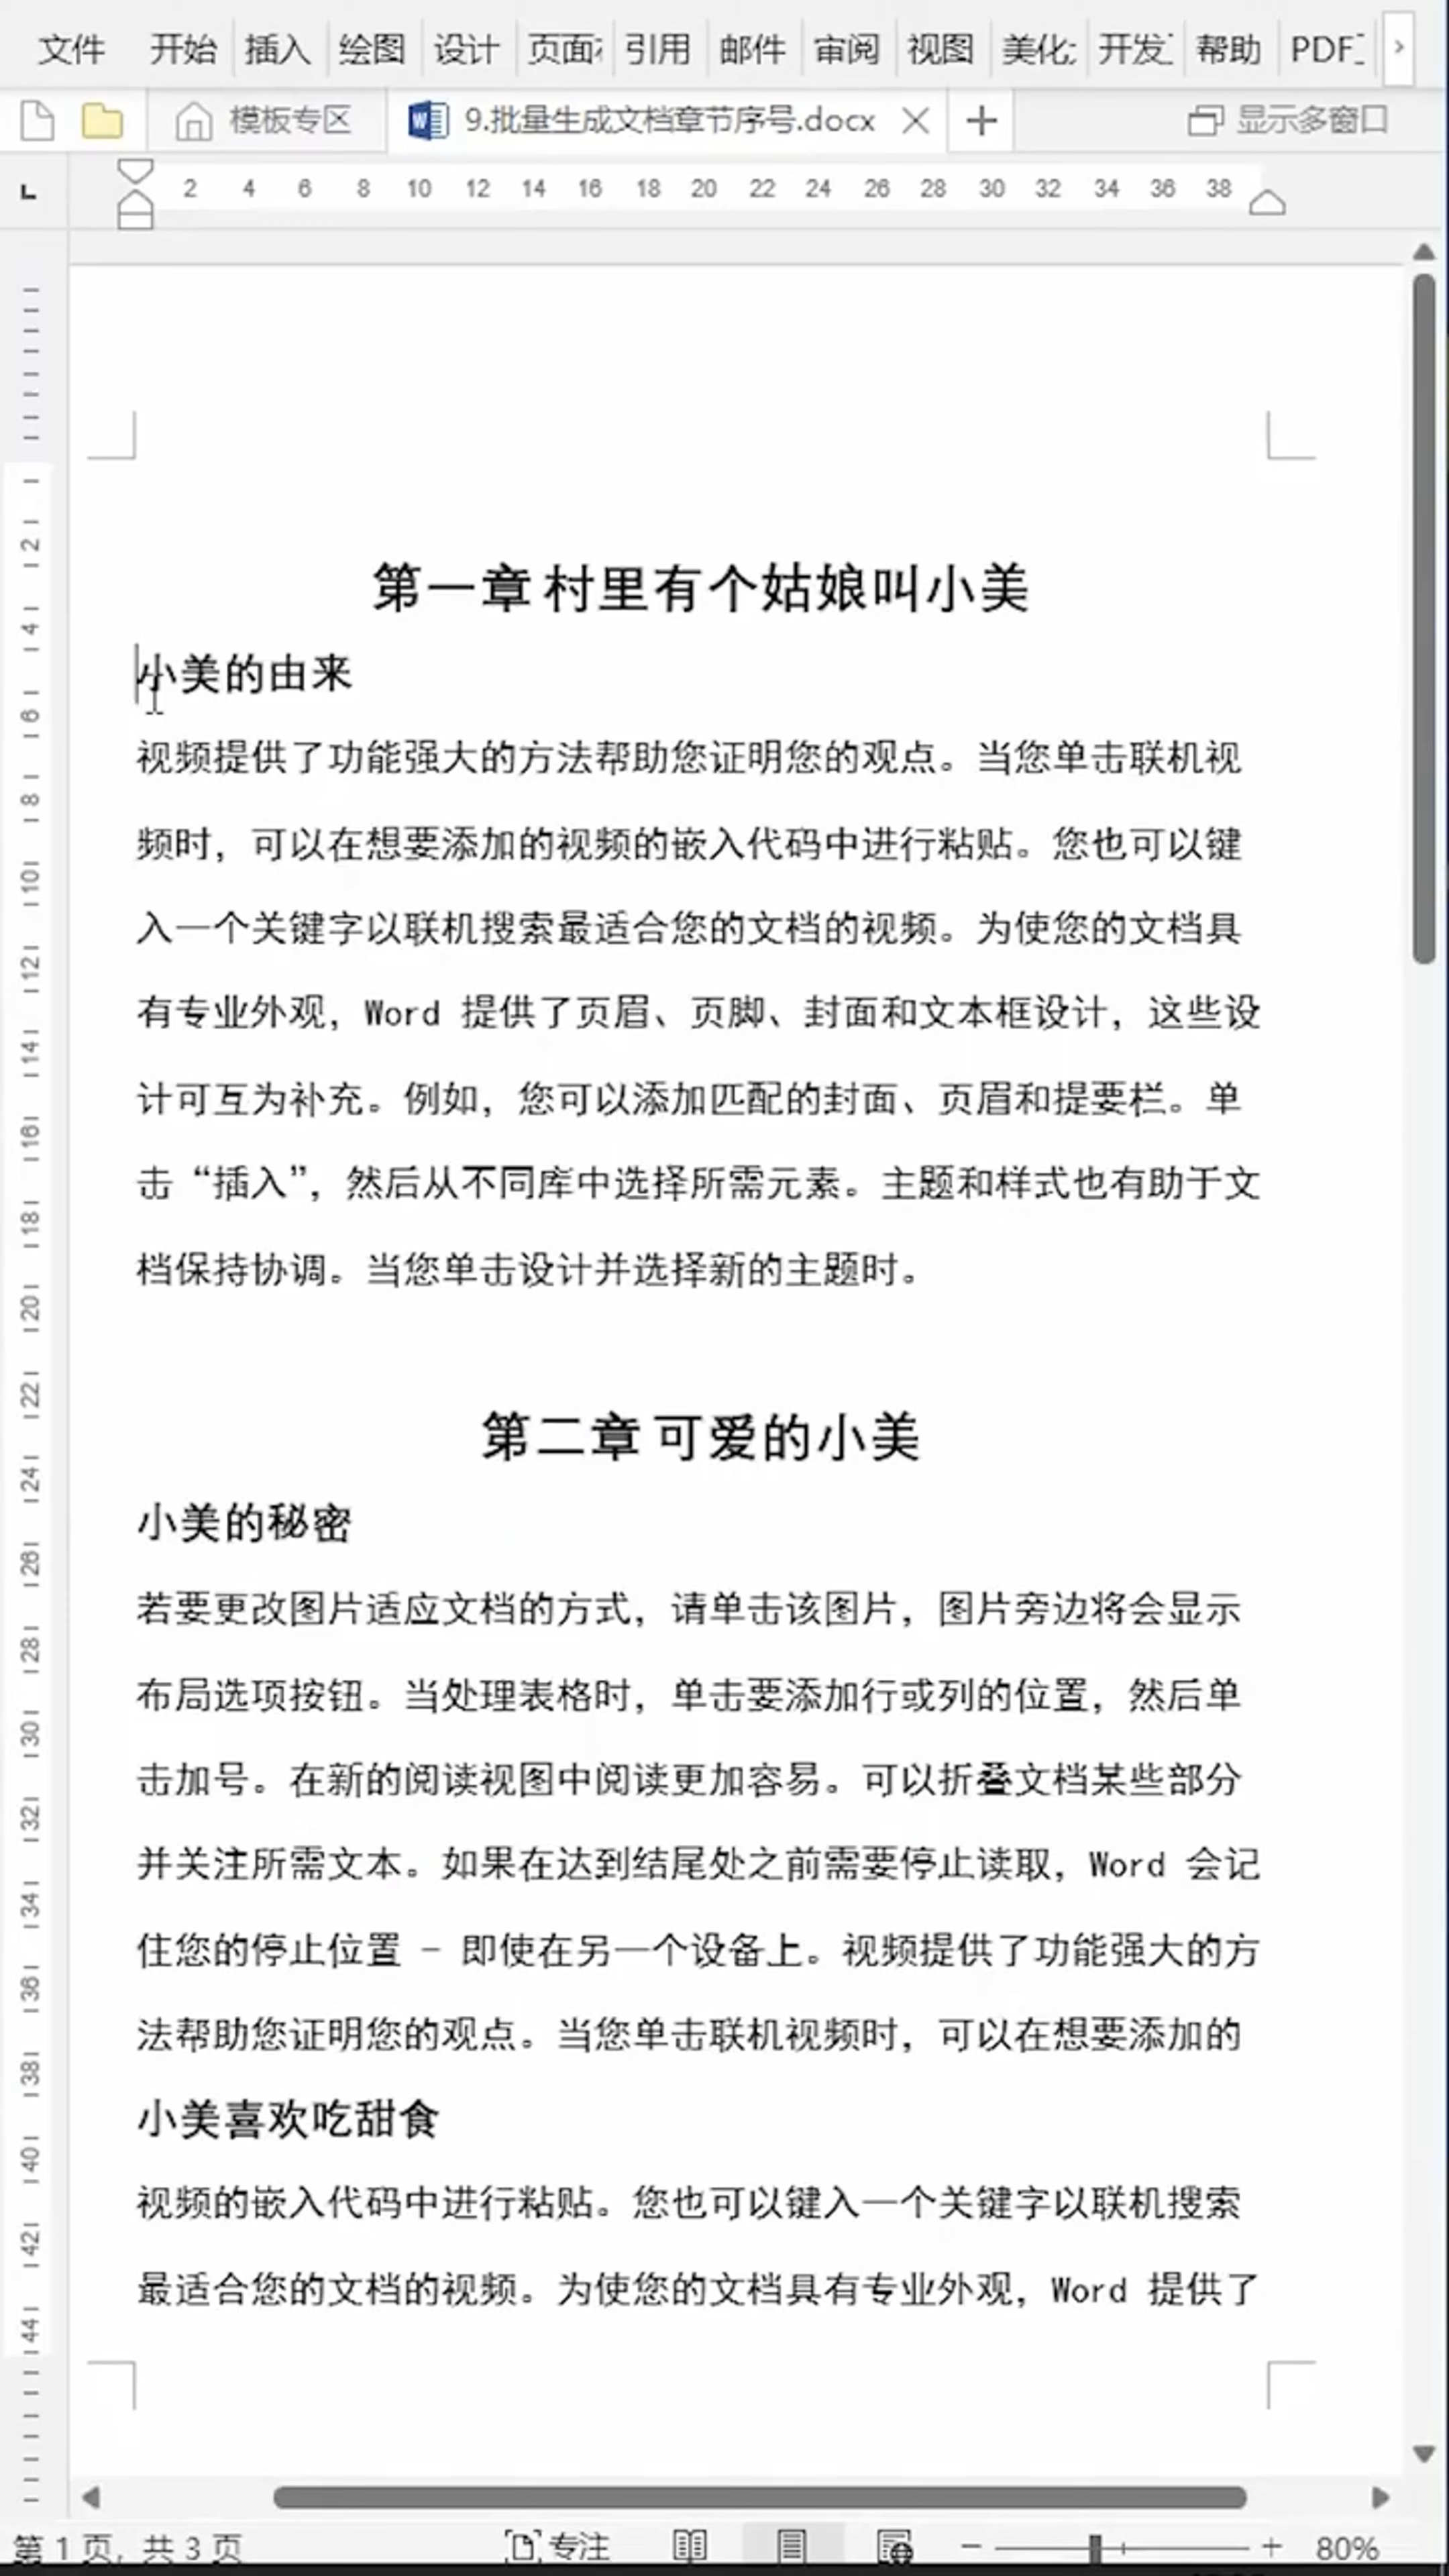 文件 开始 插入 绘图 设计 页面 引用 邮件 审阅 视图 美化 开发 帮助 PDF
模板专区 9.批量生成文档章节序号.docx 显示多窗口
2 4 6 8 10 12 14 16 18 20 22 24 26 28 30 32 34 36 38
第一章 村里有个姑娘叫小美
小美的由来
视频提供了功能强大的方法帮助您证明您的观点。当您单击联机视
频时，可以在想要添加的视频的嵌入代码中进行粘贴。您也可以键
入一个关键字以联机搜索最适合您的文档的视频。为使您的文档具
有专业外观，Word 提供了页眉、页脚、封面和文本框设计，这些设
计可互为补充。例如，您可以添加匹配的封面、页眉和提要栏。单
击“插入”，然后从不同库中选择所需元素。主题和样式也有助于文
档保持协调。当您单击设计并选择新的主题时。
第二章 可爱的小美
小美的秘密
若要更改图片适应文档的方式，请单击该图片，图片旁边将会显示
布局选项按钮。当处理表格时，单击要添加行或列的位置，然后单
击加号。在新的阅读视图中阅读更加容易。可以折叠文档某些部分
并关注所需文本。如果在达到结尾处之前需要停止读取，Word 会记
住您的停止位置 - 即使在另一个设备上。视频提供了功能强大的方
法帮助您证明您的观点。当您单击联机视频时，可以在想要添加的
小美喜欢吃甜食
视频的嵌入代码中进行粘贴。您也可以键入一个关键字以联机搜索
最适合您的文档的视频。为使您的文档具有专业外观，Word 提供了
2 4 6 8 10 12 14 16 18 20 22 24 26 28 30 32 34 36 38 40 42 44
第 1 页，共 3 页 专注 80%